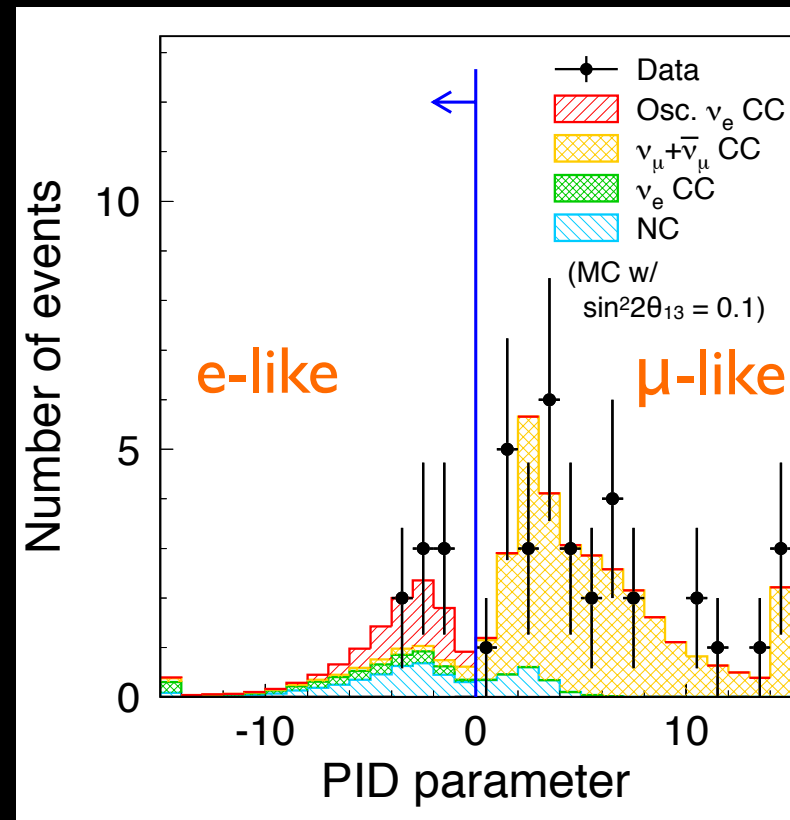 Data
Osc. νe CC
νμ+ν̅μ CC
νe CC
NC
(MC w/
sin²2θ₁₃ = 0.1)
e-like
μ-like
Number of events
10
5
0
-10
0
10
PID parameter